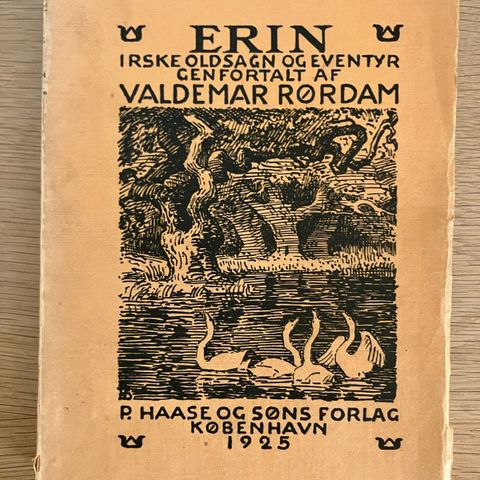 ERIN
IRSKE OLDSAGN OG EVENTYR
GENFORTALT AF
VALDEMAR RØRDAM
P. HAASE OG SØNS FORLAG
KØBENHAVN
1925